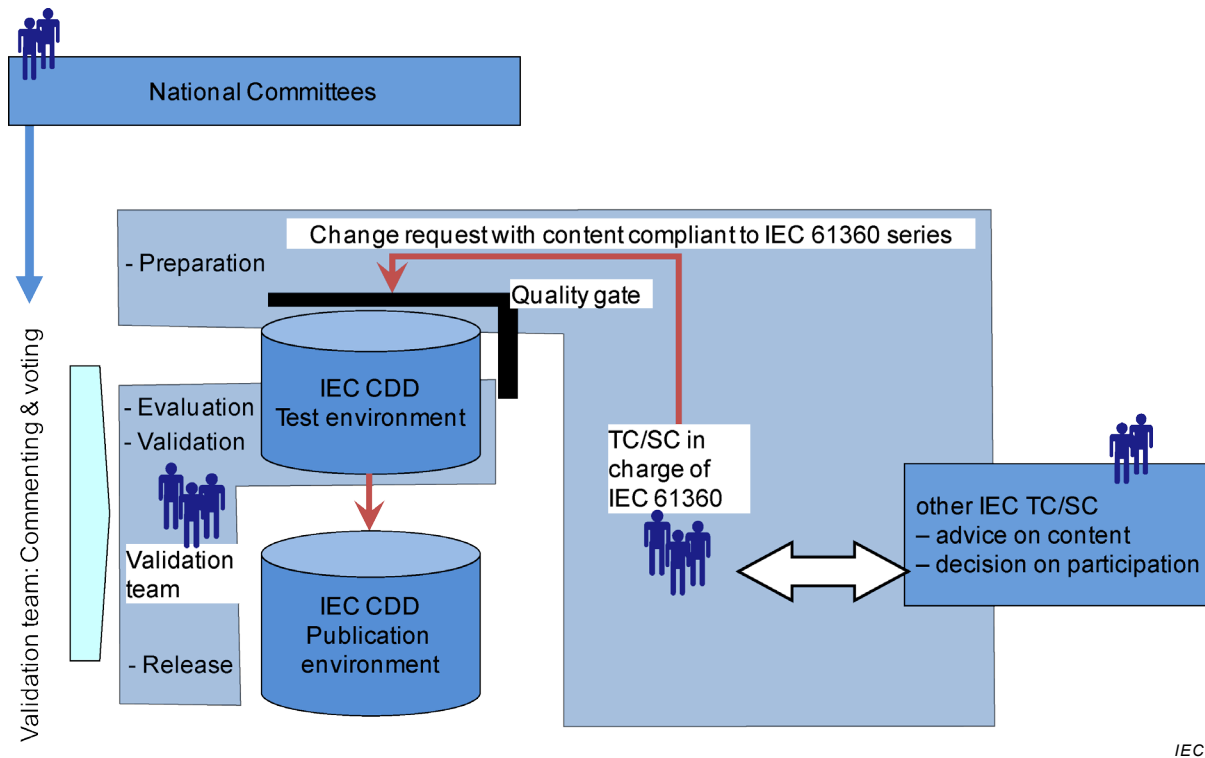 National Committees
Change request with content compliant to IEC 61360 series
- Preparation
Quality gate
Validation team: Commenting & voting
IEC CDD
Test environment
- Evaluation
- Validation
TC/SC in
charge of
IEC 61360
other IEC TC/SC
– advice on content
– decision on participation
Validation
team
IEC CDD
Publication
environment
- Release
IEC